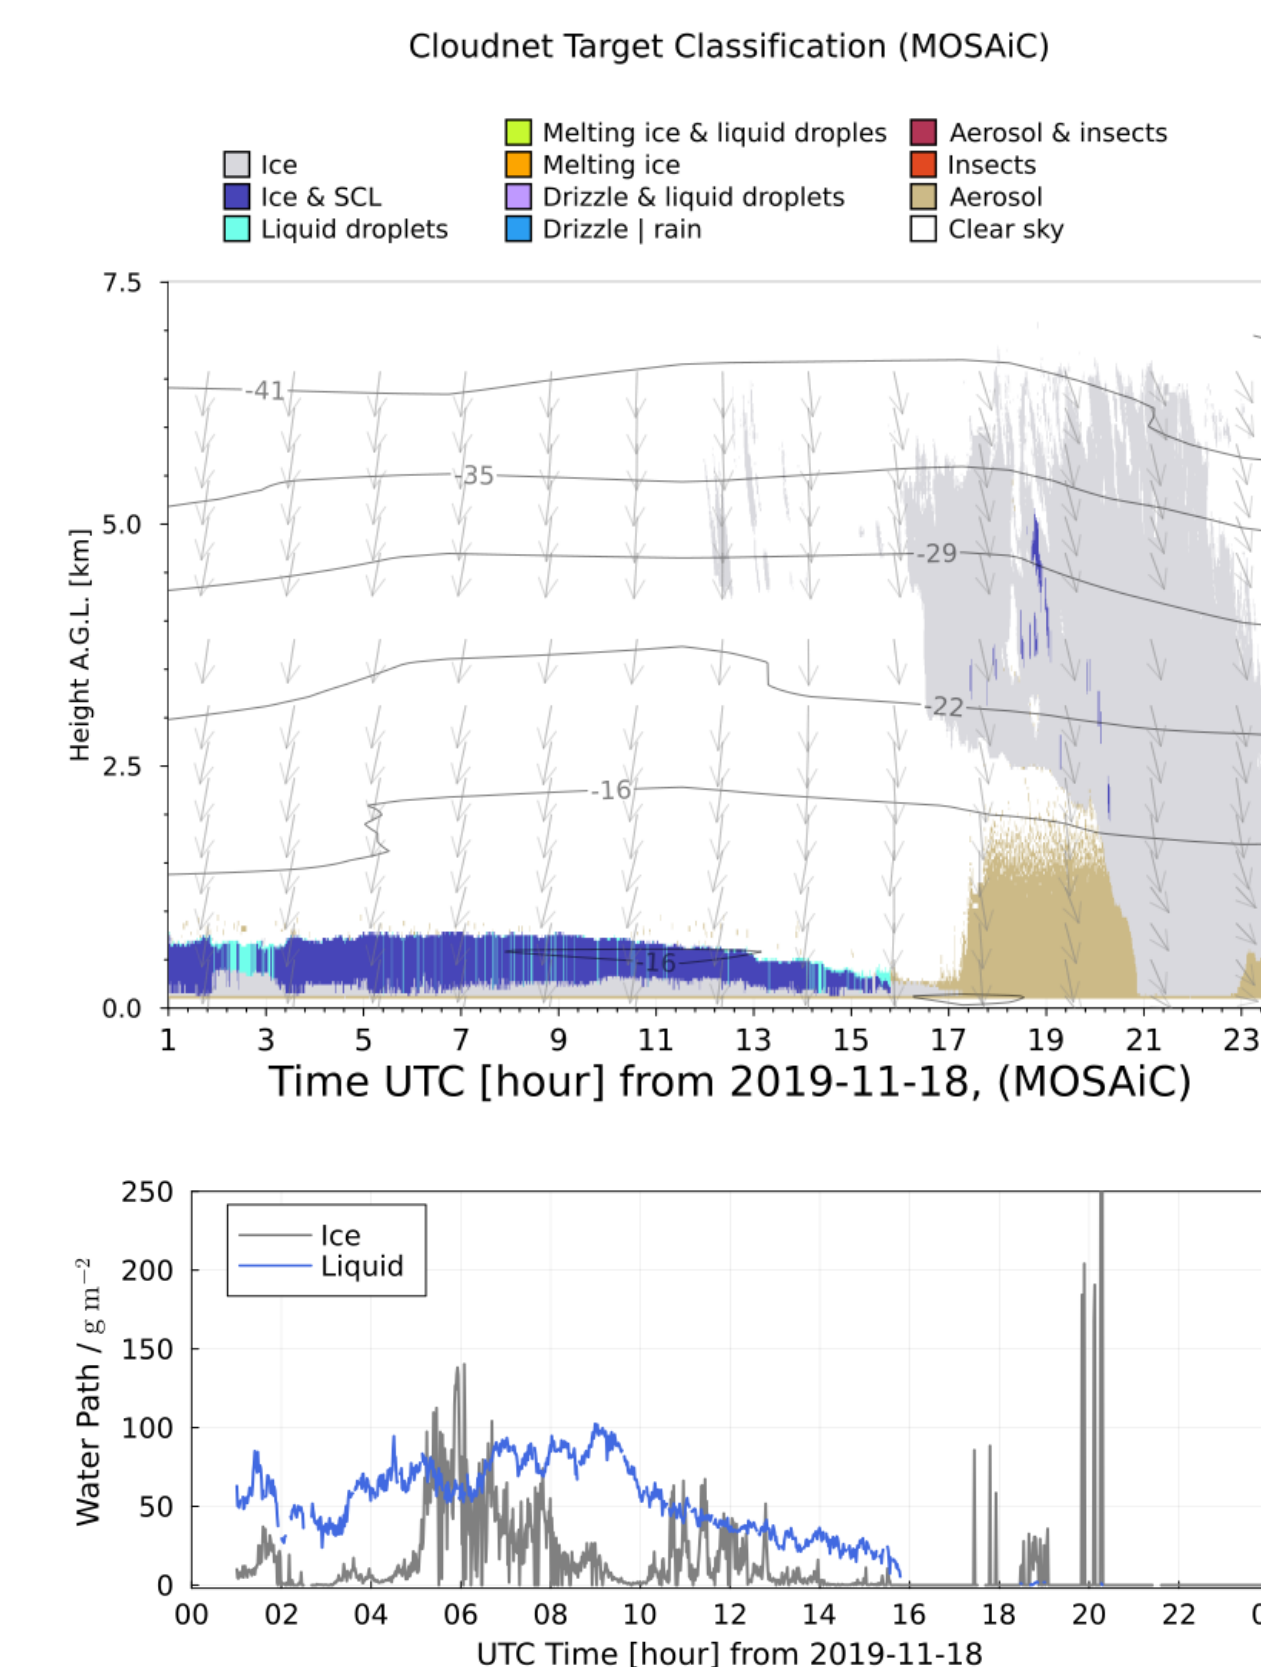 Cloudnet Target Classification (MOSAiC)
Melting ice & liquid droples
Aerosol & insects
Ice
Melting ice
Insects
Ice & SCL
Drizzle & liquid droplets
Aerosol
Liquid droplets
Drizzle | rain
Clear sky
7.5
5.0
2.5
0.0
Height A.G.L. [km]
-41
-35
-29
-22
-16
-16
1 3 5 7 9 11 13 15 17 19 21 23
Time UTC [hour] from 2019-11-18, (MOSAiC)
250
200
150
100
50
0
Water Path / g m−2
Ice
Liquid
00 02 04 06 08 10 12 14 16 18 20 22
UTC Time [hour] from 2019-11-18